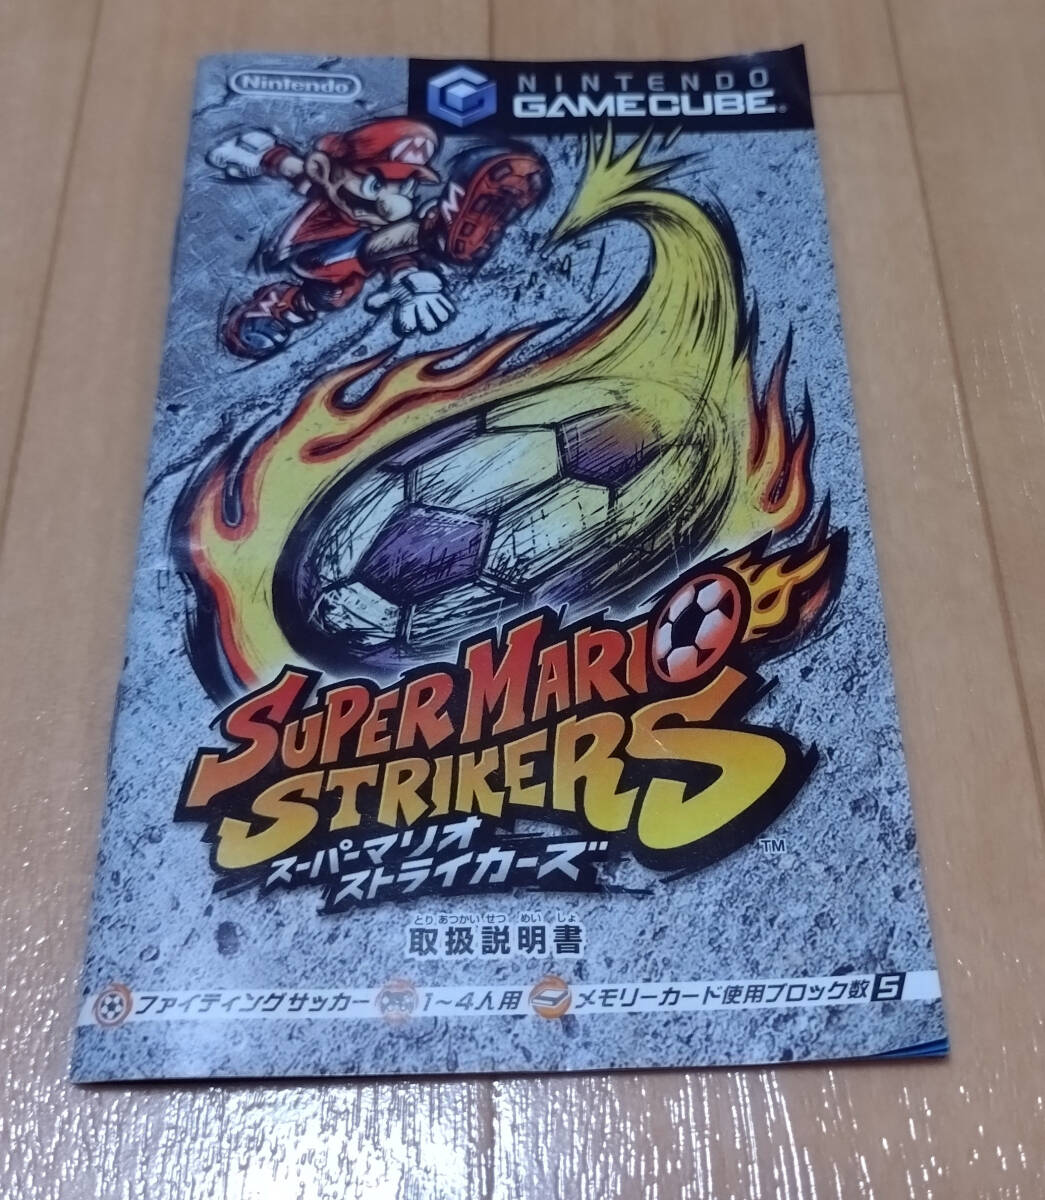 Nintendo
NINTENDO
GAMECUBE®
M
M
M
SUPER MARIO
STRIKERS
TM
スーパーマリオ
ストライカーズ
とりあつかいせつめいしょ
取扱説明書
ファイティングサッカー 1～4人用 メモリーカード使用ブロック数 5